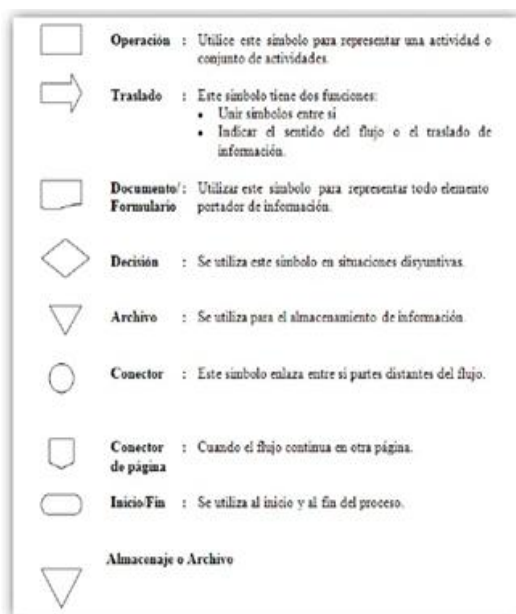 Operación : Utilice este símbolo para representar una actividad o
conjunto de actividades.
Traslado : Este símbolo tiene dos funciones:
• Unir símbolos entre si
• Indicar el sentido del flujo o el traslado de
información.
Documento/ : Utilizar este símbolo para representar todo elemento
Formulario portador de información.
Decisión : Se utiliza este símbolo en situaciones disyuntivas.
Archivo : Se utiliza para el almacenamiento de información.
Conector : Este símbolo enlaza entre si partes distantes del flujo.
Conector : Cuando el flujo continua en otra página.
de página
Inicio/Fin : Se utiliza al inicio y al fin del proceso.
Almacenaje o Archivo